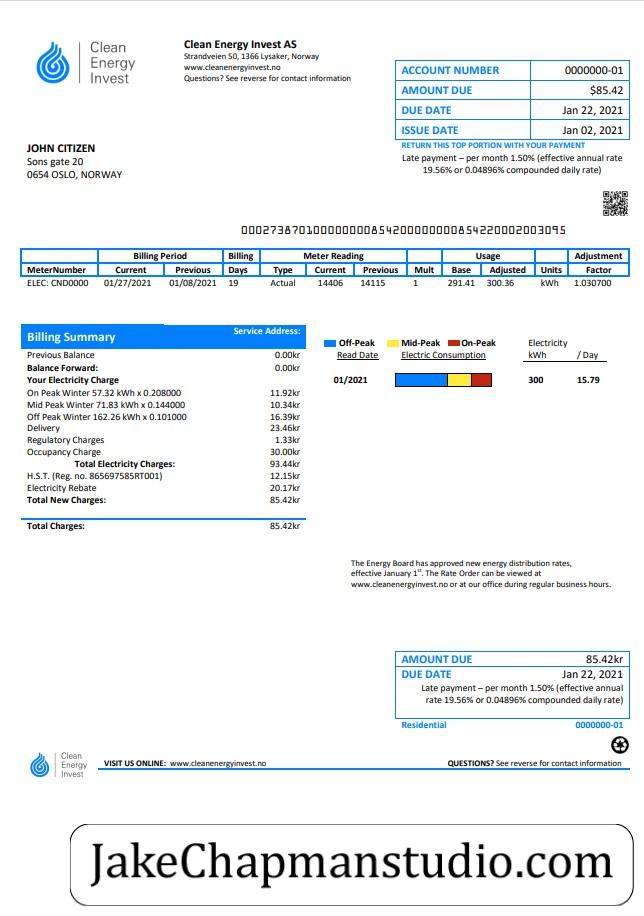 Clean
Energy
Invest
Clean Energy Invest AS
Strandveien 50, 1366 Lysaker, Norway
www.cleanenergyinvest.no
Questions? See reverse for contact information
ACCOUNT NUMBER 0000000-01
AMOUNT DUE $85.42
DUE DATE Jan 22, 2021
ISSUE DATE Jan 02, 2021
RETURN THIS TOP PORTION WITH YOUR PAYMENT
Late payment – per month 1.50% (effective annual rate
19.56% or 0.04896% compounded daily rate)
JOHN CITIZEN
Sons gate 20
0654 OSLO, NORWAY
Billing Period Billing Meter Reading Usage Adjustment
MeterNumber Current Previous Days Type Current Previous Mult Base Adjusted Units Factor
ELEC: CND0000 01/27/2021 01/08/2021 19 Actual 14406 14115 1 291.41 300.36 kWh 1.030700
Billing Summary Service Address:
Previous Balance 0.00kr
Balance Forward: 0.00kr
Your Electricity Charge
On Peak Winter 57.32 kWh x 0.208000 11.92kr
Mid Peak Winter 71.83 kWh x 0.144000 10.34kr
Off Peak Winter 162.26 kWh x 0.101000 16.39kr
Delivery 23.46kr
Regulatory Charges 1.33kr
Occupancy Charge 30.00kr
Total Electricity Charges: 93.44kr
H.S.T. (Reg. no. 865697585RT001) 12.15kr
Electricity Rebate 20.17kr
Total New Charges: 85.42kr
Total Charges: 85.42kr
Off-Peak Mid-Peak On-Peak Electricity
Read Date Electric Consumption kWh / Day
01/2021 300 15.79
The Energy Board has approved new energy distribution rates,
effective January 1st. The Rate Order can be viewed at
www.cleanenergyinvest.no or at our office during regular business hours.
AMOUNT DUE 85.42kr
DUE DATE Jan 22, 2021
Late payment – per month 1.50% (effective annual
rate 19.56% or 0.04896% compounded daily rate)
Residential 0000000-01
Clean
Energy
Invest
VISIT US ONLINE: www.cleanenergyinvest.no QUESTIONS? See reverse for contact information
JakeChapmanstudio.com